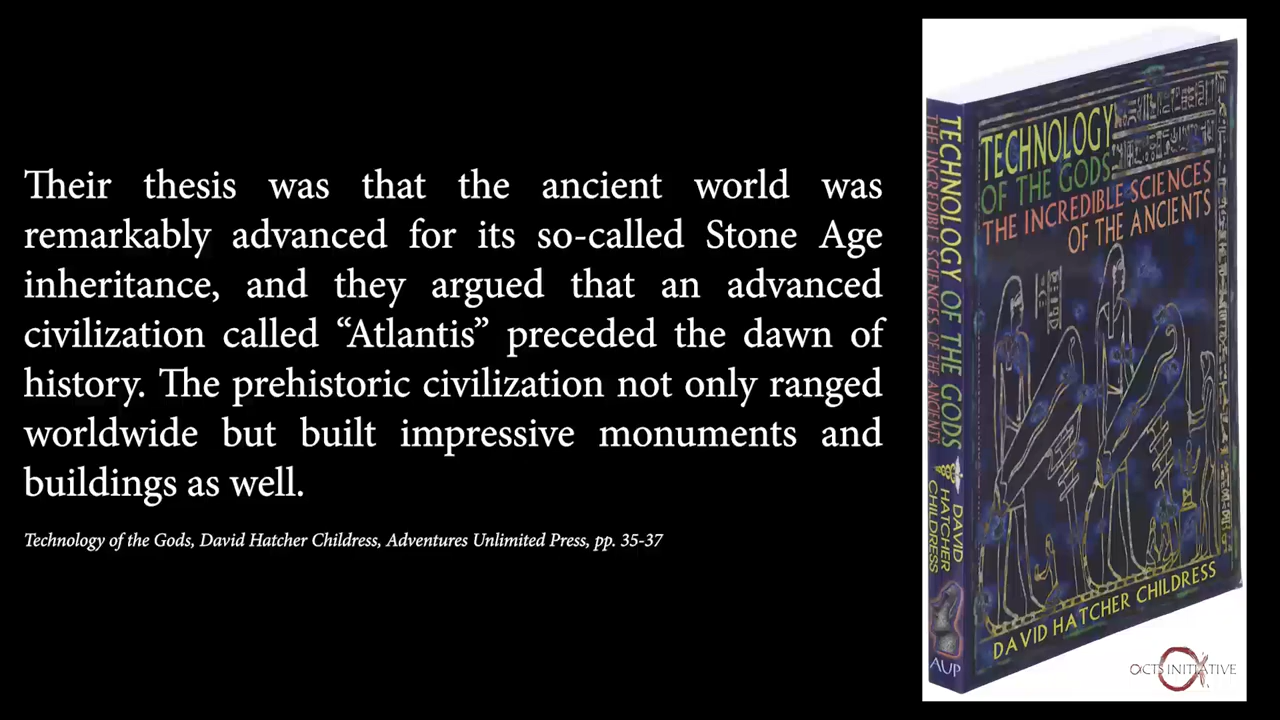 Their thesis was that the ancient world was
remarkably advanced for its so-called Stone Age
inheritance, and they argued that an advanced
civilization called “Atlantis” preceded the dawn of
history. The prehistoric civilization not only ranged
worldwide but built impressive monuments and
buildings as well.
Technology of the Gods, David Hatcher Childress, Adventures Unlimited Press, pp. 35-37
TECHNOLOGY OF THE GODS
THE INCREDIBLE SCIENCES OF THE ANCIENTS
DAVID
HATCHER
CHILDRESS
AUP
TECHNOLOGY
OF THE GODS
THE INCREDIBLE SCIENCES
OF THE ANCIENTS
DAVID HATCHER CHILDRESS
INITIATIVE